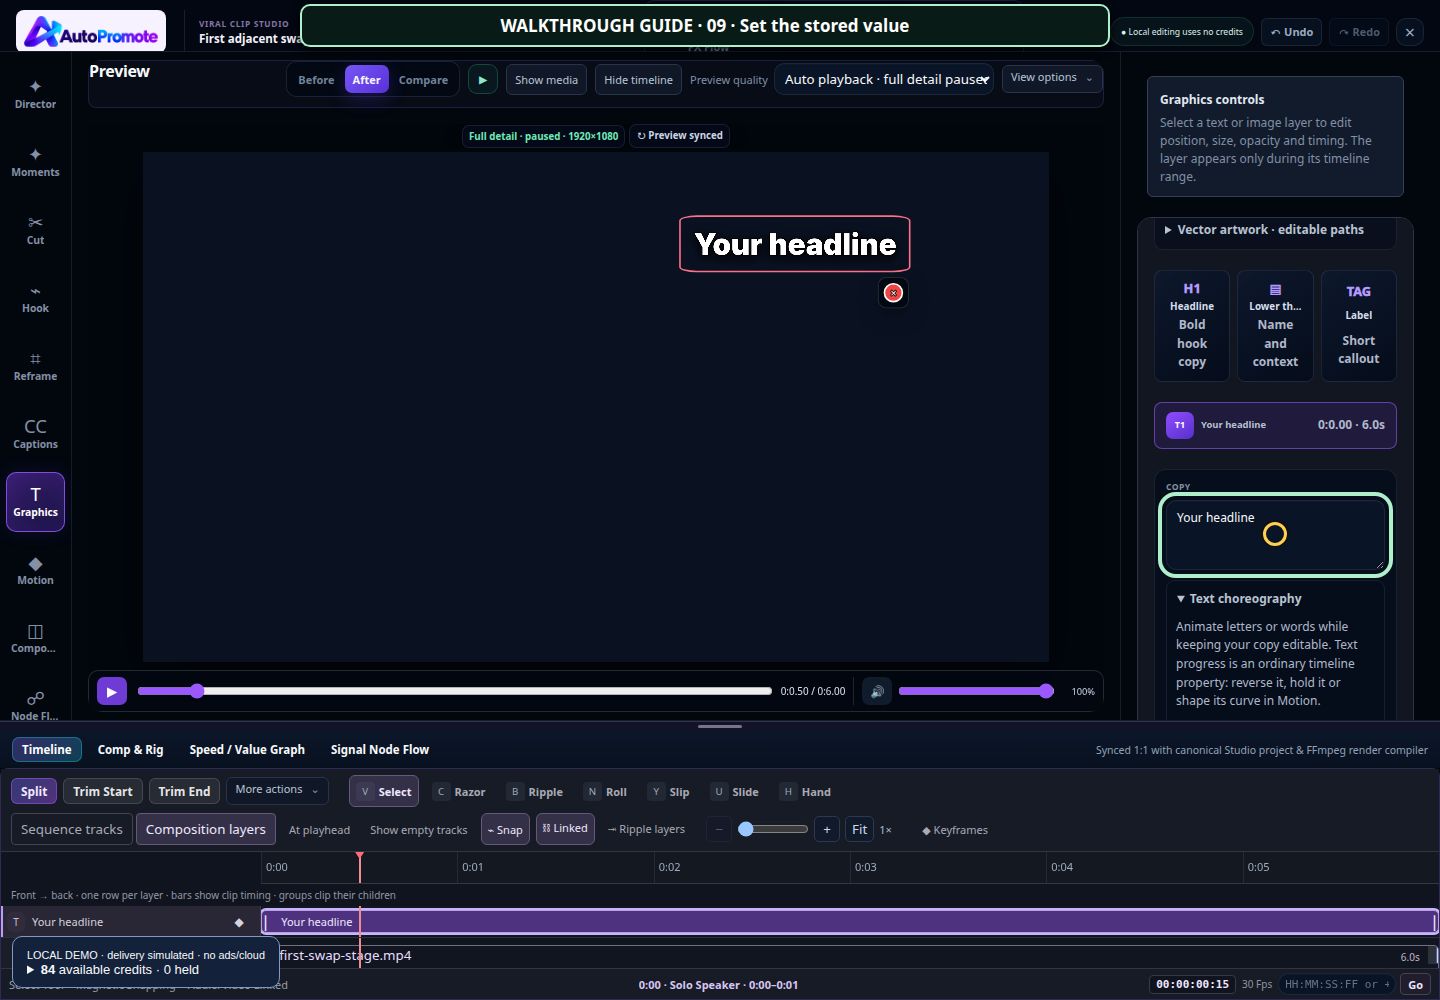 AutoPromote
VIRAL CLIP STUDIO
First adjacent swa
WALKTHROUGH GUIDE · 09 · Set the stored value
● Local editing uses no credits
↶ Undo
↷ Redo
✕
Preview
Before
After
Compare
▶
Show media
Hide timeline
Preview quality
Auto playback · full detail paused
View options
Full detail · paused · 1920×1080
↻ Preview synced
Director
Moments
Cut
Hook
Reframe
CC
Captions
T
Graphics
Motion
Compo...
Node Fl...
Your headline
Graphics controls
Select a text or image layer to edit
position, size, opacity and timing. The
layer appears only during its timeline
range.
▶ Vector artwork · editable paths
H1
Headline
Bold
hook
copy
Lower th...
Name
and
context
TAG
Label
Short
callout
T1
Your headline
0:0.00 · 6.0s
COPY
Your headline
▼ Text choreography
Animate letters or words while
keeping your copy editable. Text
progress is an ordinary timeline
property: reverse it, hold it or
shape its curve in Motion.
0:0.50 / 0:6.00
100%
Timeline
Comp & Rig
Speed / Value Graph
Signal Node Flow
Synced 1:1 with canonical Studio project & FFmpeg render compiler
Split
Trim Start
Trim End
More actions
V Select
C Razor
B Ripple
N Roll
Y Slip
U Slide
H Hand
Sequence tracks
Composition layers
At playhead
Show empty tracks
Snap
Linked
⇥ Ripple layers
−
+
Fit
1×
◆ Keyframes
0:00
0:01
0:02
0:03
0:04
0:05
Front → back · one row per layer · bars show clip timing · groups clip their children
T Your headline
◆
Your headline
first-swap-stage.mp4
6.0s
LOCAL DEMO · delivery simulated · no ads/cloud
▶ 84 available credits · 0 held
0:00 · Solo Speaker · 0:00–0:01
00:00:00:15
30 Fps
HH:MM:SS:FF or +
Go